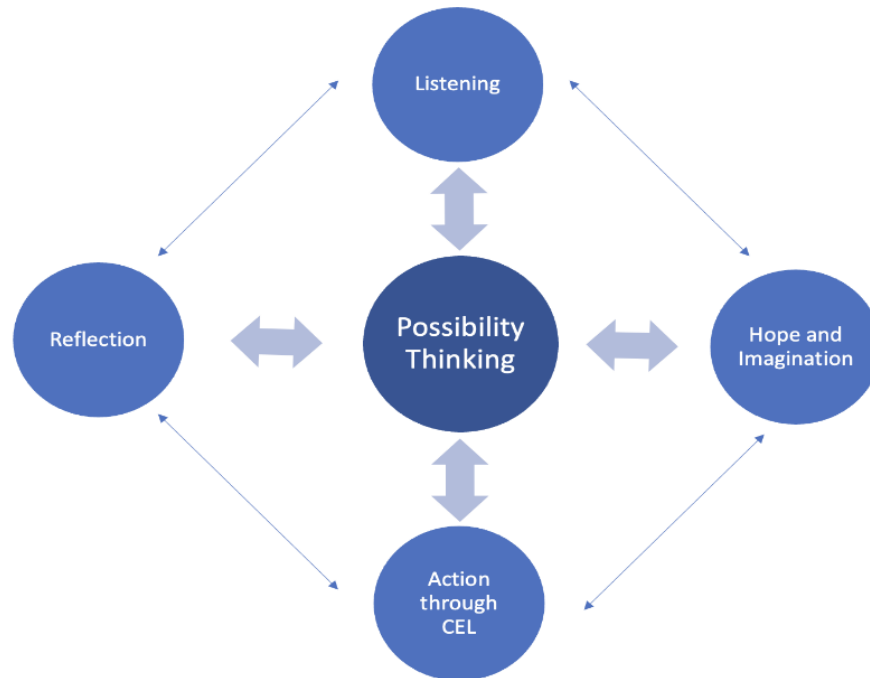 Listening
Reflection
Possibility
Thinking
Hope and
Imagination
Action
through
CEL